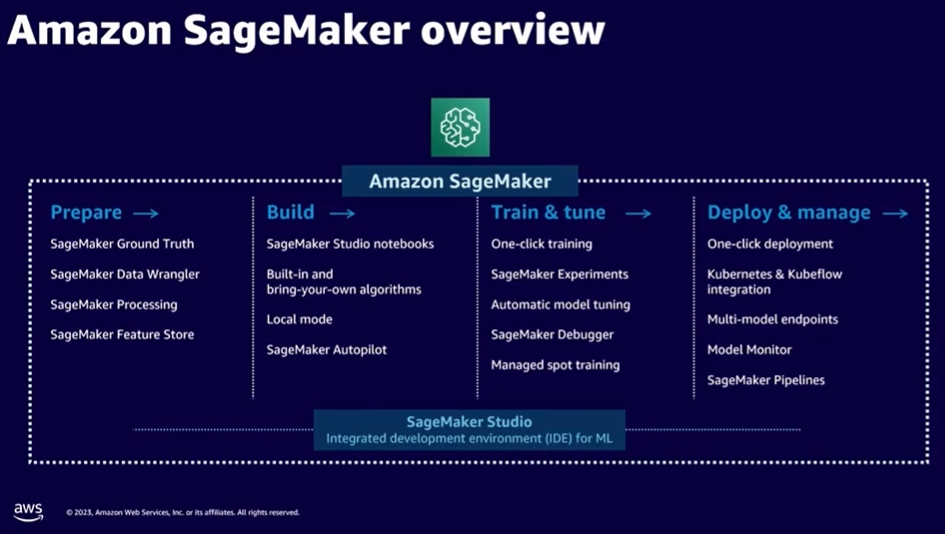 Amazon SageMaker overview
Amazon SageMaker
Prepare →
SageMaker Ground Truth
SageMaker Data Wrangler
SageMaker Processing
SageMaker Feature Store
Build →
SageMaker Studio notebooks
Built-in and
bring-your-own algorithms
Local mode
SageMaker Autopilot
Train & tune →
One-click training
SageMaker Experiments
Automatic model tuning
SageMaker Debugger
Managed spot training
Deploy & manage →
One-click deployment
Kubernetes & Kubeflow
integration
Multi-model endpoints
Model Monitor
SageMaker Pipelines
SageMaker Studio
Integrated development environment (IDE) for ML
aws
© 2023, Amazon Web Services, Inc. or its affiliates. All rights reserved.